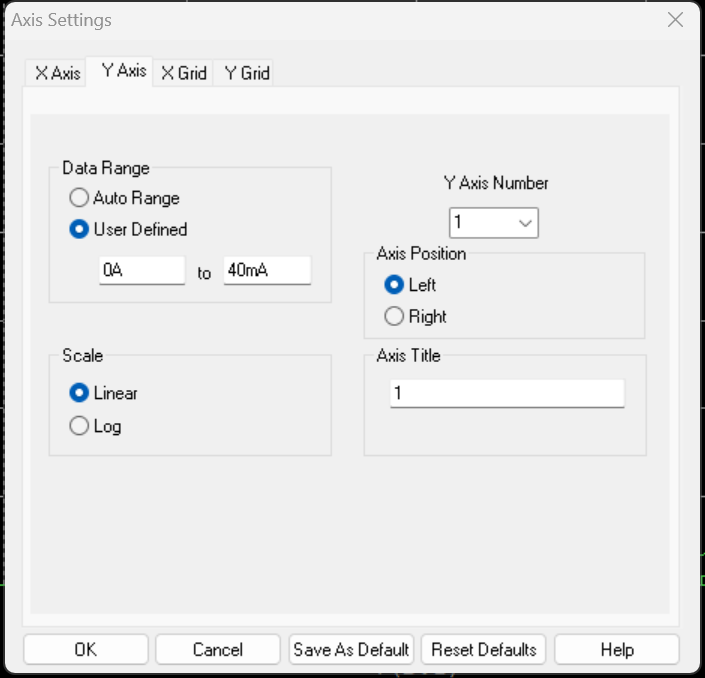 Axis Settings
X Axis
Y Axis
X Grid
Y Grid
Data Range
Auto Range
User Defined
0A
to
40mA
Y Axis Number
1
Axis Position
Left
Right
Scale
Linear
Log
Axis Title
1
OK
Cancel
Save As Default
Reset Defaults
Help